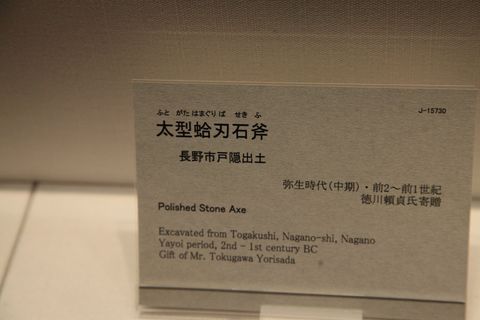 J-15730
ふと がた はまぐり ば せき ふ
太型蛤刃石斧
長野市戸隠出土
弥生時代(中期)・前2～前1世紀
徳川頼貞氏寄贈
Polished Stone Axe
Excavated from Togakushi, Nagano-shi, Nagano
Yayoi period, 2nd - 1st century BC
Gift of Mr. Tokugawa Yorisada